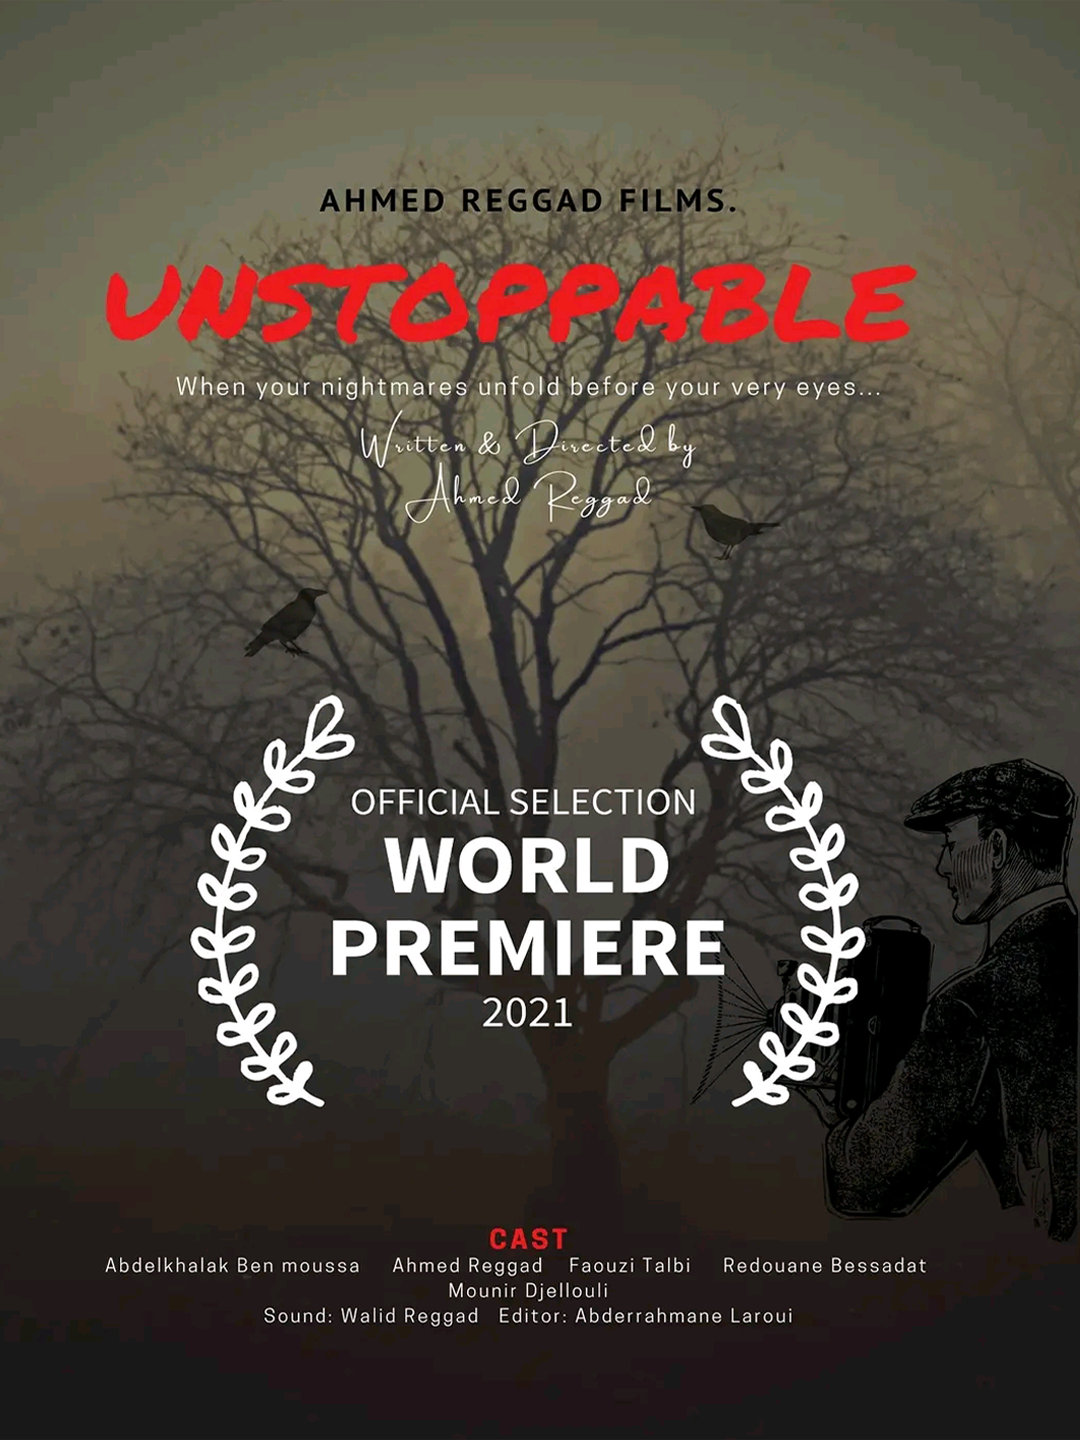 AHMED REGGAD FILMS.
UNSTOPPABLE
When your nightmares unfold before your very eyes...
Written & Directed by
Ahmed Reggad
OFFICIAL SELECTION
WORLD
PREMIERE
2021
CAST
Abdelkhalak Ben moussa Ahmed Reggad Faouzi Talbi Redouane Bessadat
Mounir Djellouli
Sound: Walid Reggad Editor: Abderrahmane Laroui